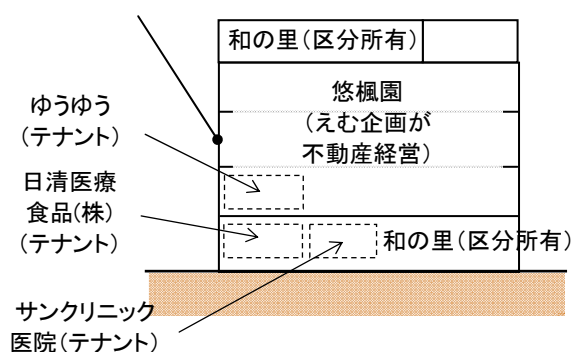 和の里(区分所有)
悠楓園
(えむ企画が
不動産経営)
ゆうゆう
(テナント)
日清医療
食品(株)
(テナント)
和の里(区分所有)
サンクリニック
医院(テナント)